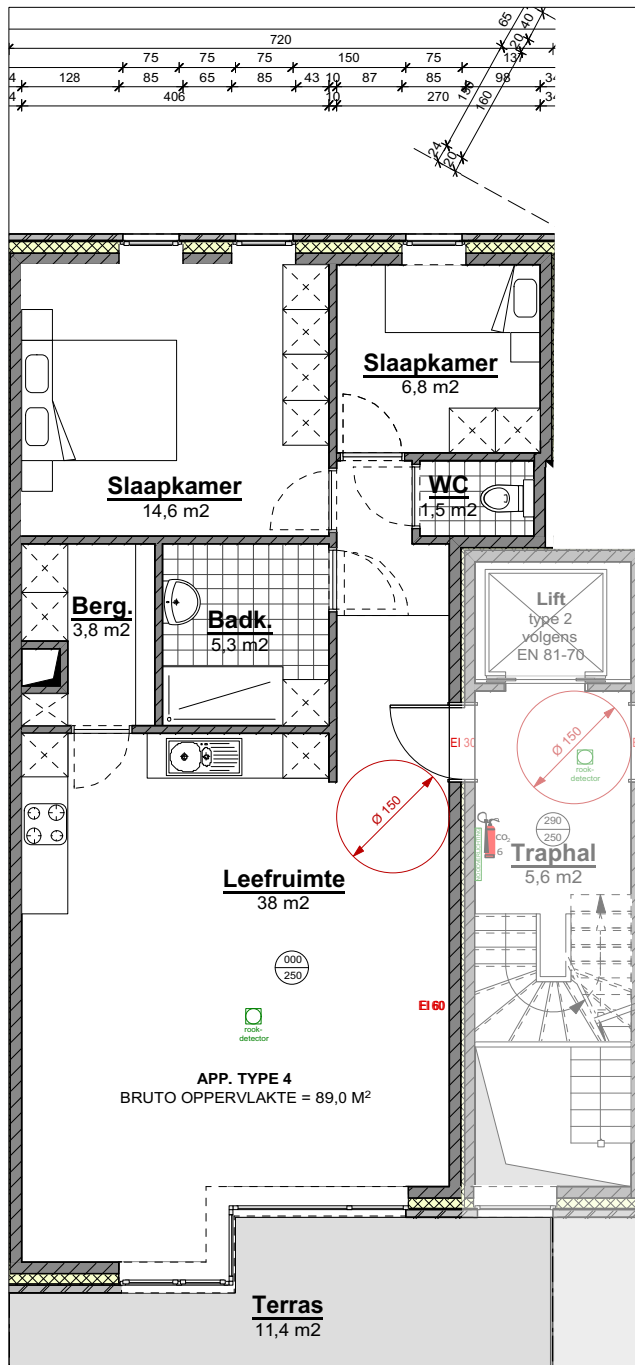 65
40
20
720
75 75 75 150 75 137
4 128 85 65 85 43 10 87 85 98 34
4 406 10 270 34
136
160
24
20
Slaapkamer
6,8 m2
Slaapkamer
14,6 m2
WC
1,5 m2
Berg.
3,8 m2
Badk.
5,3 m2
Lift
type 2
volgens
EN 81-70
EI 30
E
Ø 150
rook-
detector
Ø 150
290
250
CO2
6
Traphal
5,6 m2
Leefruimte
38 m2
000
250
EI 60
rook-
detector
APP. TYPE 4
BRUTO OPPERVLAKTE = 89,0 M²
Terras
11,4 m2